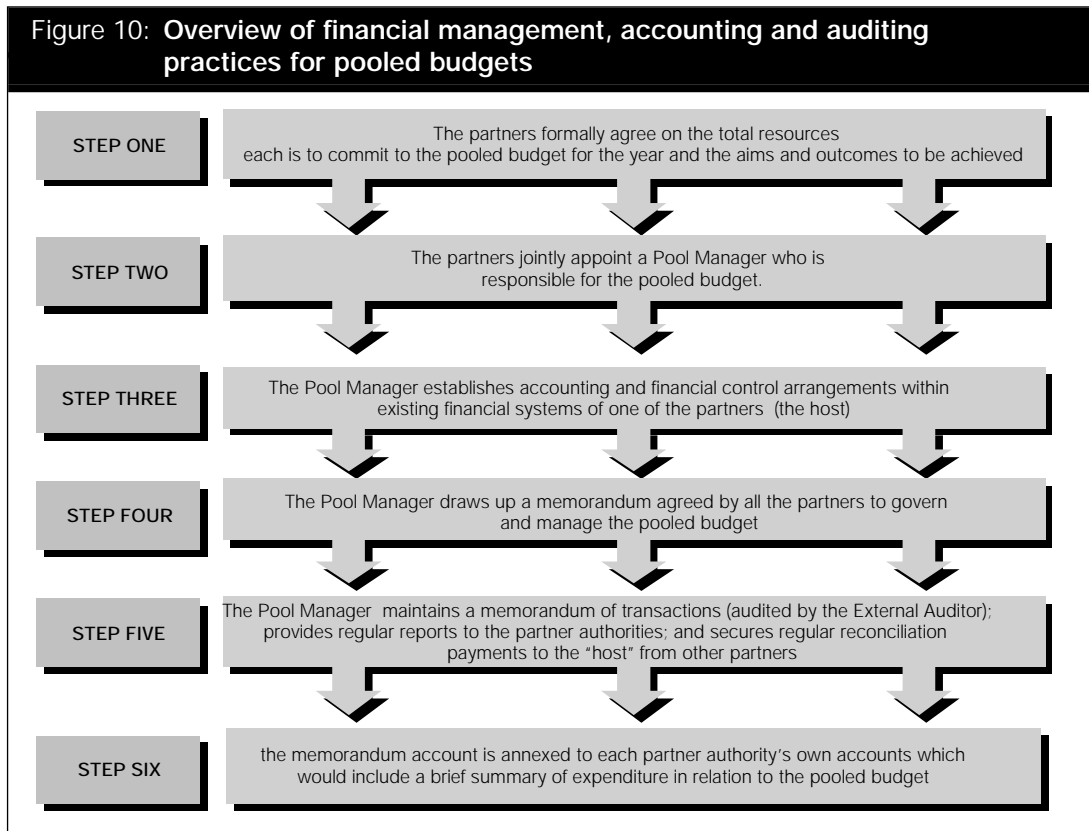 Figure 10: Overview of financial management, accounting and auditing
practices for pooled budgets
STEP ONE
The partners formally agree on the total resources
each is to commit to the pooled budget for the year and the aims and outcomes to be achieved
STEP TWO
The partners jointly appoint a Pool Manager who is
responsible for the pooled budget.
STEP THREE
The Pool Manager establishes accounting and financial control arrangements within
existing financial systems of one of the partners (the host)
STEP FOUR
The Pool Manager draws up a memorandum agreed by all the partners to govern
and manage the pooled budget
STEP FIVE
The Pool Manager maintains a memorandum of transactions (audited by the External Auditor);
provides regular reports to the partner authorities; and secures regular reconciliation
payments to the “host” from other partners
STEP SIX
the memorandum account is annexed to each partner authority’s own accounts which
would include a brief summary of expenditure in relation to the pooled budget